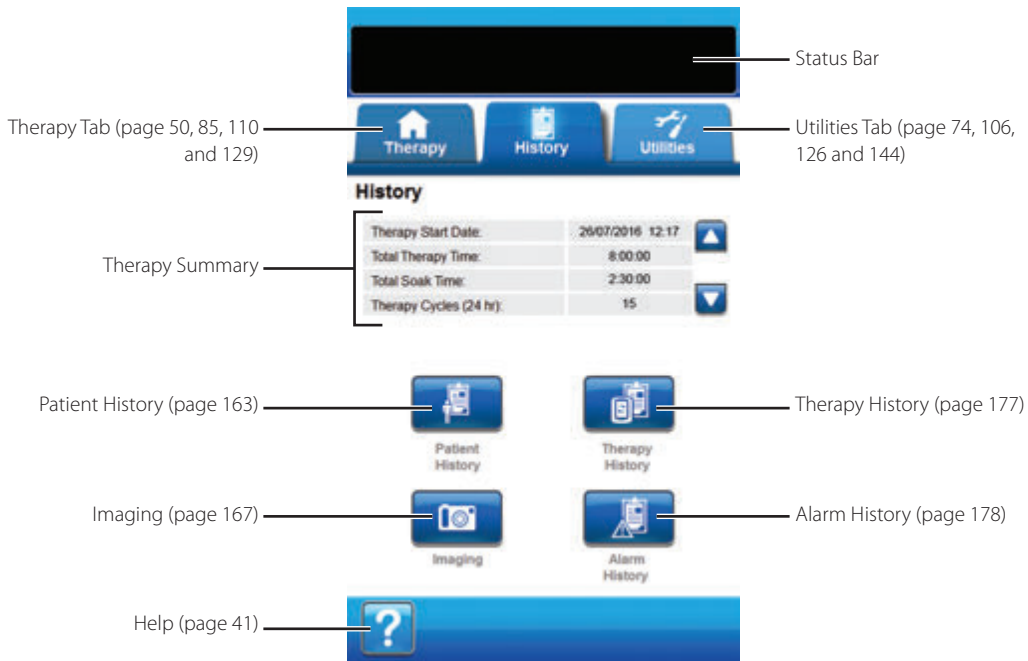 Status Bar
Therapy Tab (page 50, 85, 110
and 129)
Therapy
History
Utilities
Utilities Tab (page 74, 106,
126 and 144)
History
Therapy Summary
Therapy Start Date: 26/07/2016 12:17
Total Therapy Time: 8:00:00
Total Soak Time: 2:30:00
Therapy Cycles (24 hr): 15
Patient History (page 163)
Patient
History
Therapy
History
Therapy History (page 177)
Imaging (page 167)
Imaging
Alarm
History
Alarm History (page 178)
Help (page 41)
?